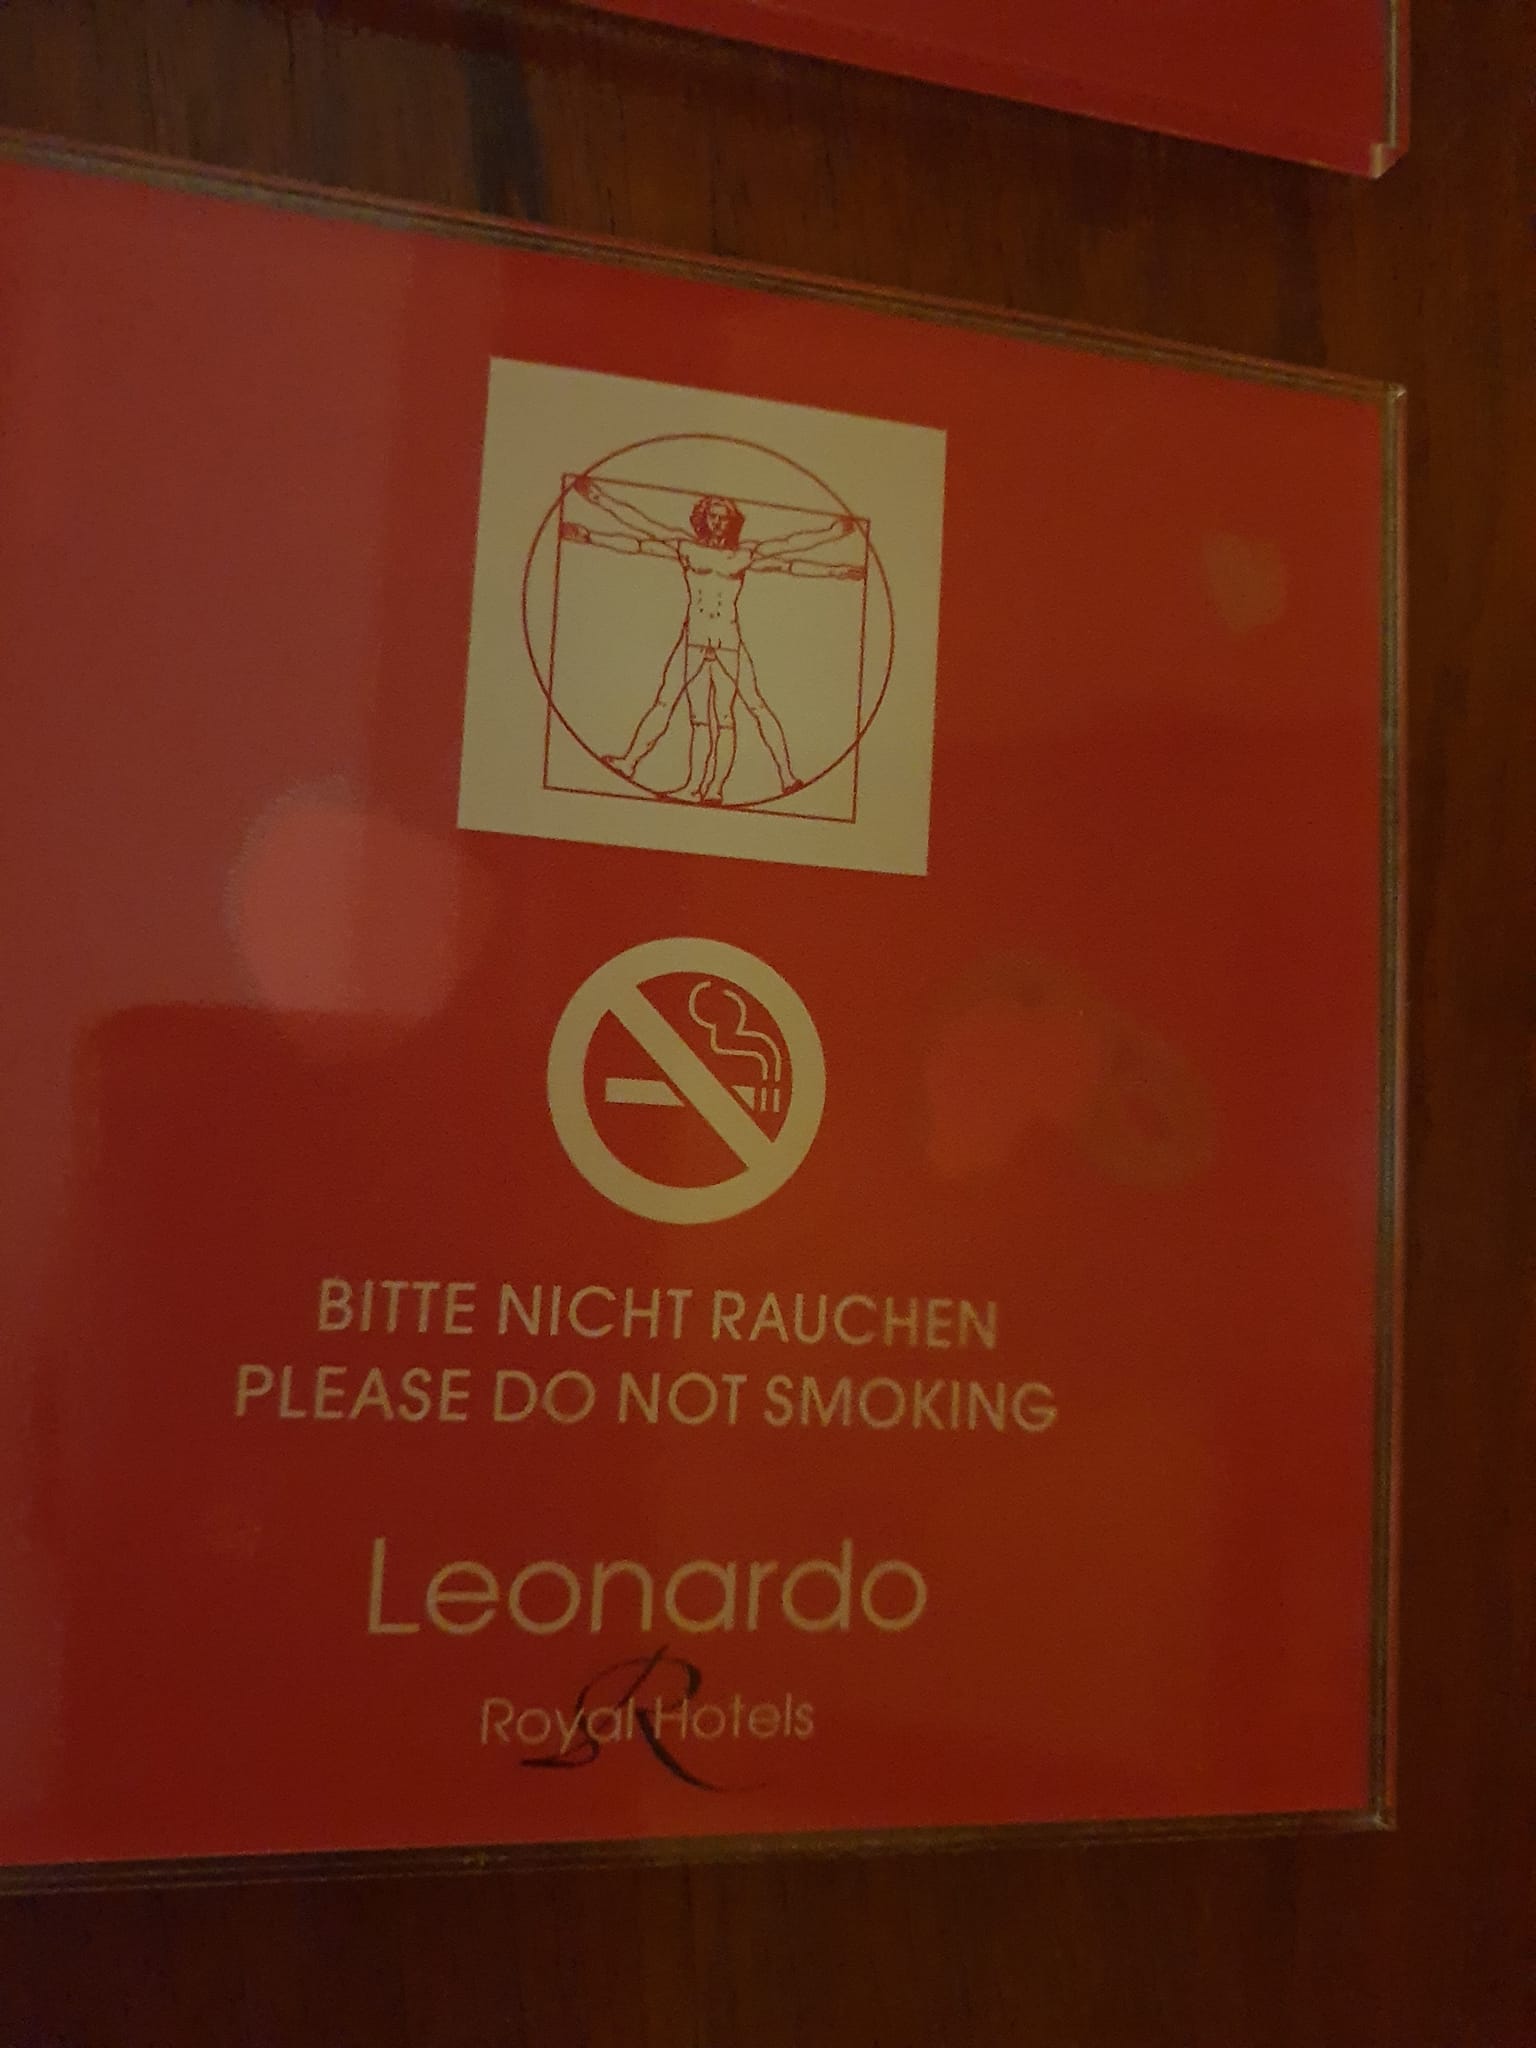 BITTE NICHT RAUCHEN
PLEASE DO NOT SMOKING
Leonardo
Royal Hotels
R